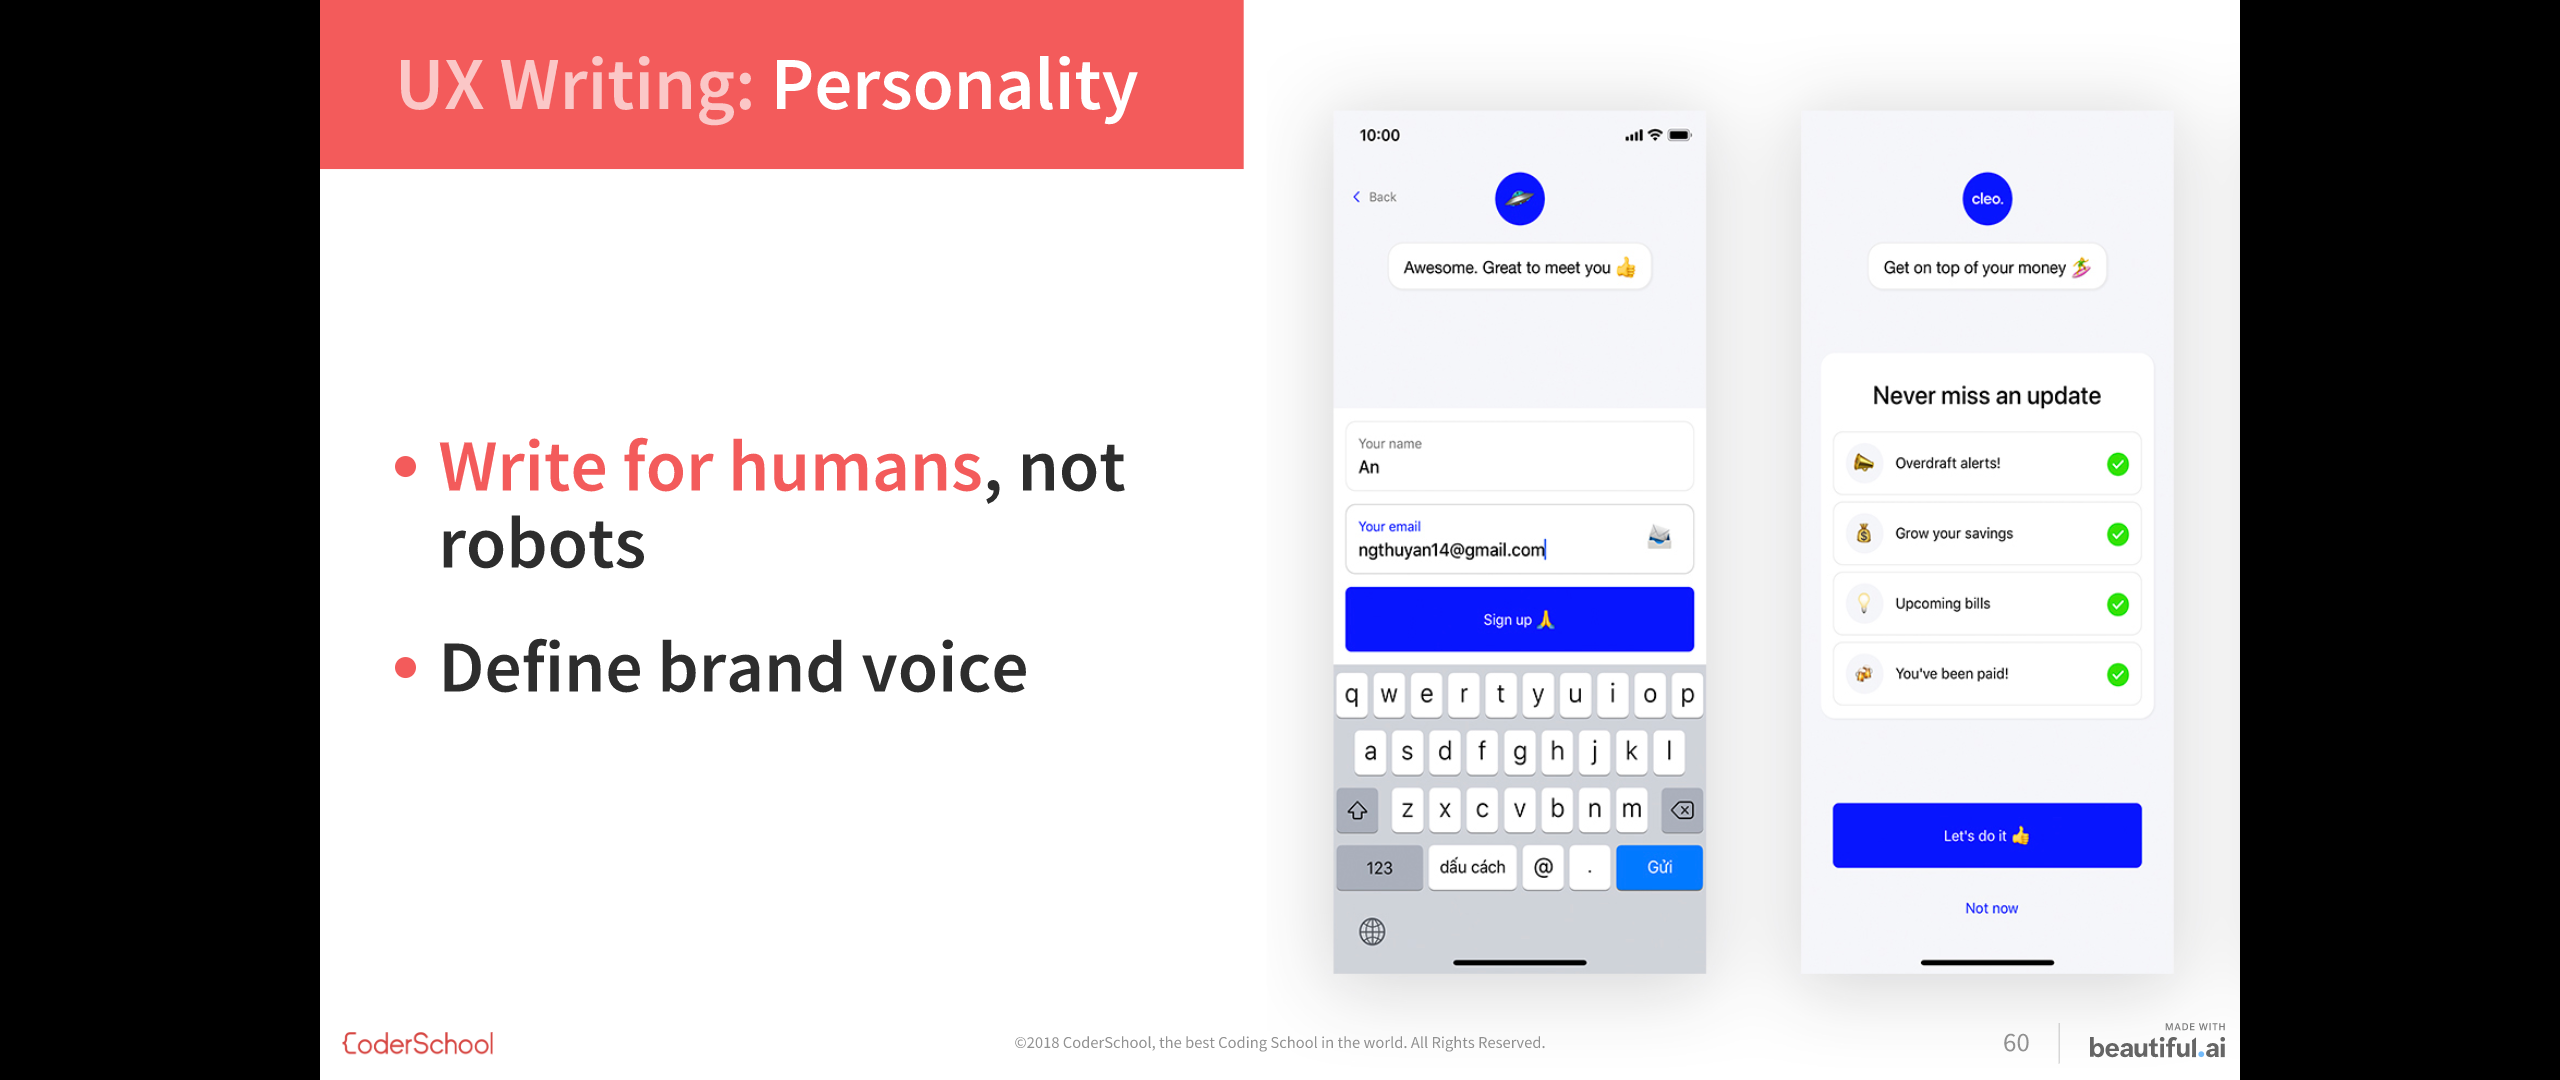 UX Writing: Personality
• Write for humans, not
robots
• Define brand voice
10:00
Back
Awesome. Great to meet you 👍
Your name
An
Your email
ngthuyan14@gmail.com
Sign up 🙏
q w e r t y u i o p
a s d f g h j k l
z x c v b n m
123 dấu cách @ . Gửi
cleo.
Get on top of your money 🏄
Never miss an update
Overdraft alerts!
Grow your savings
Upcoming bills
You've been paid!
Let's do it 👍
Not now
CoderSchool
©2018 CoderSchool, the best Coding School in the world. All Rights Reserved.
60
MADE WITH
beautiful.ai